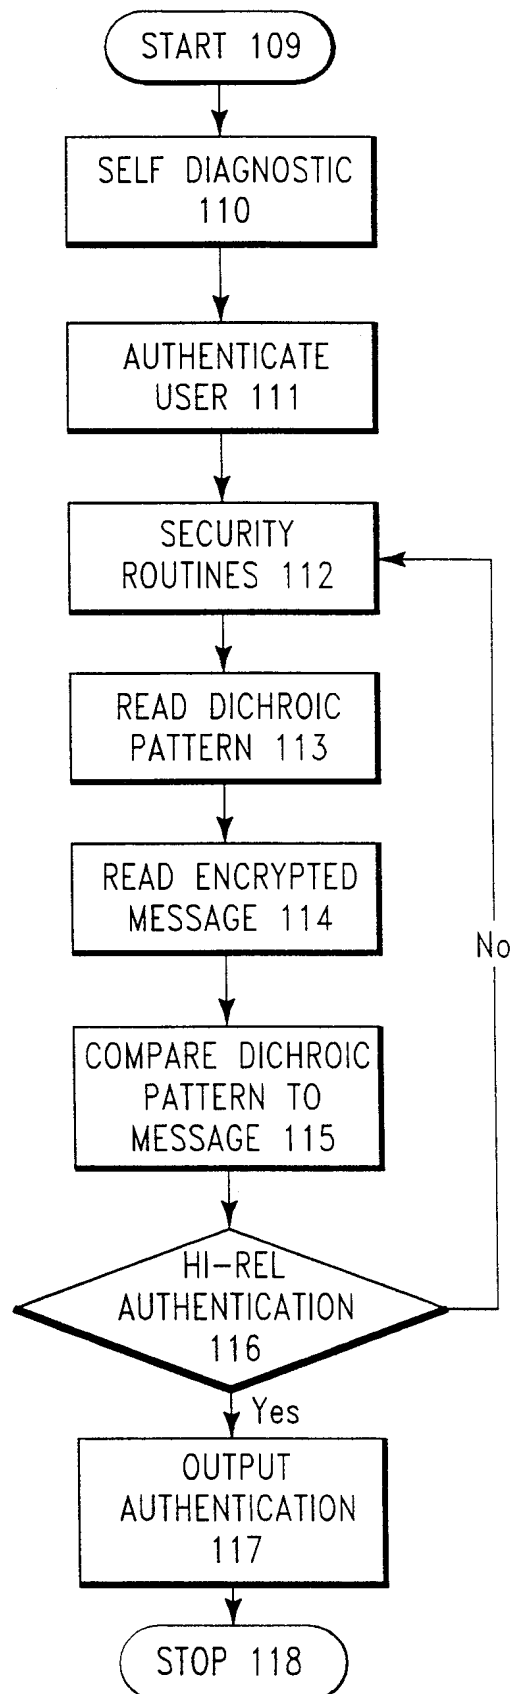 START 109
SELF DIAGNOSTIC
110
AUTHENTICATE
USER 111
SECURITY
ROUTINES 112
READ DICHROIC
PATTERN 113
READ ENCRYPTED
MESSAGE 114
No
COMPARE DICHROIC
PATTERN TO
MESSAGE 115
HI-REL
AUTHENTICATION
116
Yes
OUTPUT
AUTHENTICATION
117
STOP 118